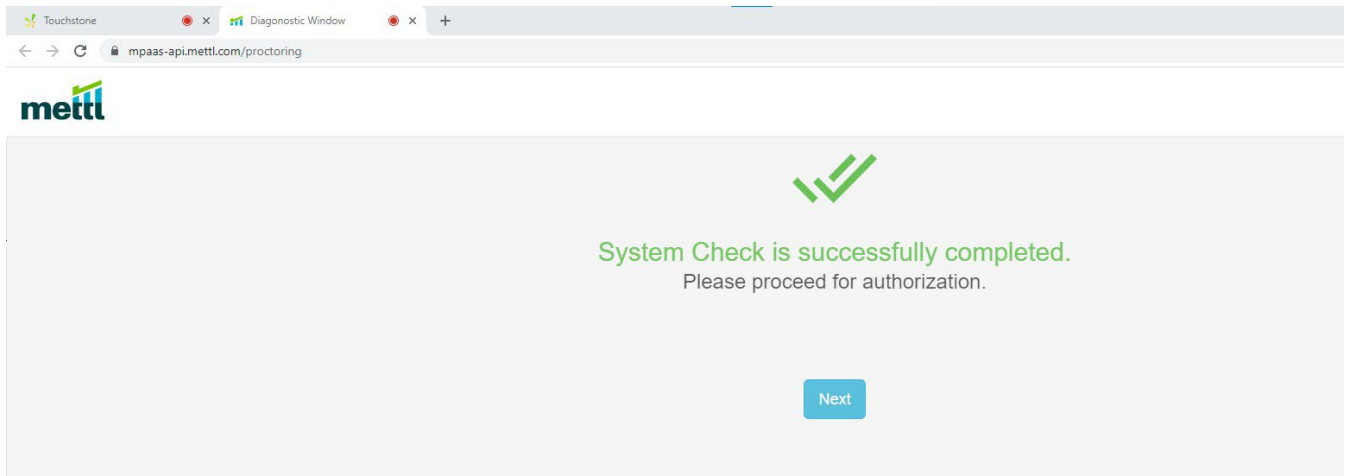 Touchstone
Diagonostic Window
mpaas-api.mettl.com/proctoring
mettl
System Check is successfully completed.
Please proceed for authorization.
Next